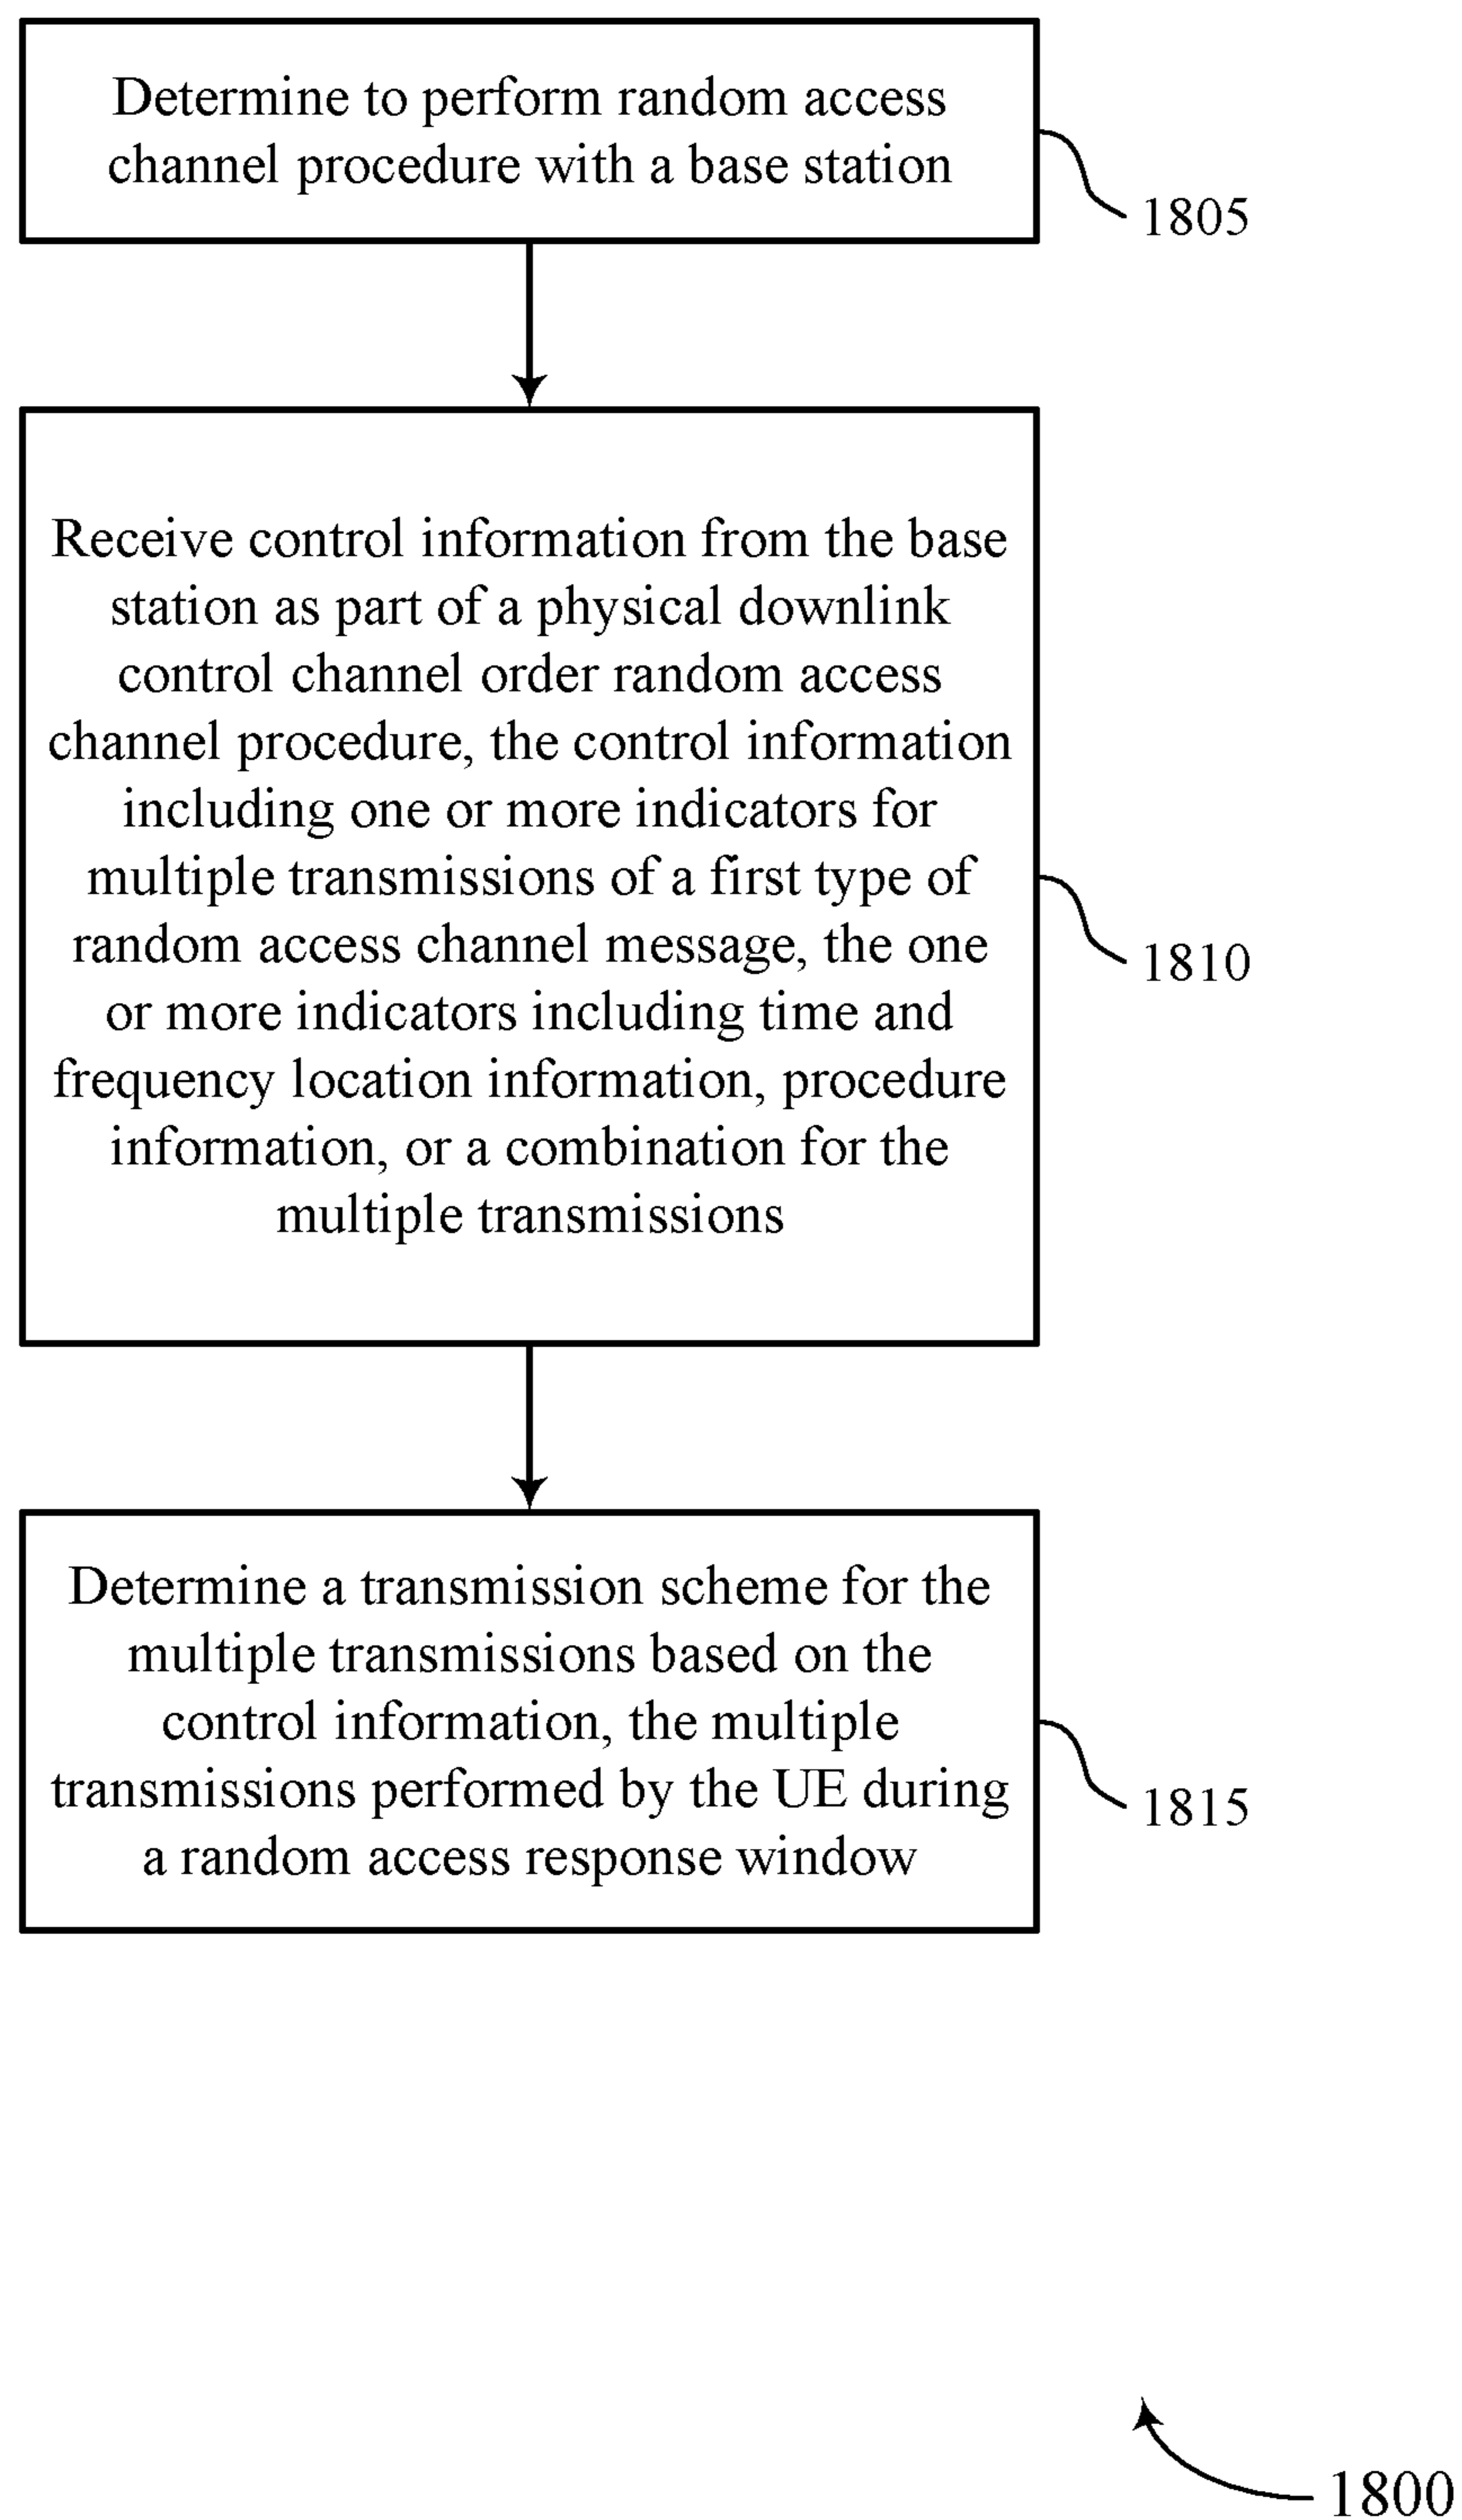 Determine to perform random access
channel procedure with a base station
1805
Receive control information from the base
station as part of a physical downlink
control channel order random access
channel procedure, the control information
including one or more indicators for
multiple transmissions of a first type of
random access channel message, the one
or more indicators including time and
frequency location information, procedure
information, or a combination for the
multiple transmissions
1810
Determine a transmission scheme for the
multiple transmissions based on the
control information, the multiple
transmissions performed by the UE during
a random access response window
1815
1800